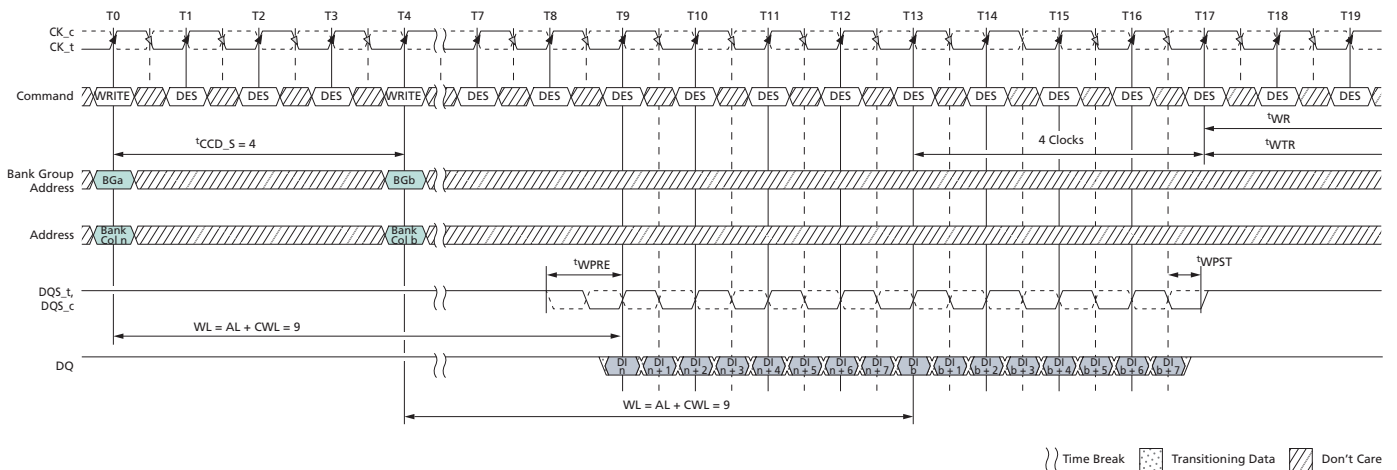 T0 T1 T2 T3 T4 T7 T8 T9 T10 T11 T12 T13 T14 T15 T16 T17 T18 T19
CK_c
CK_t
Command WRITE DES DES DES WRITE DES DES DES DES DES DES DES DES DES DES DES DES DES
tWR
tCCD_S = 4 4 Clocks tWTR
Bank Group
Address BGa BGb
Address Bank
Col n Bank
Col b
tWPRE tWPST
DQS_t,
DQS_c
WL = AL + CWL = 9
DQ DI
n DI
n + 1 DI
n + 2 DI
n + 3 DI
n + 4 DI
n + 5 DI
n + 6 DI
n + 7 DI
b DI
b + 1 DI
b + 2 DI
b + 3 DI
b + 4 DI
b + 5 DI
b + 6 DI
b + 7
WL = AL + CWL = 9
Time Break Transitioning Data Don't Care